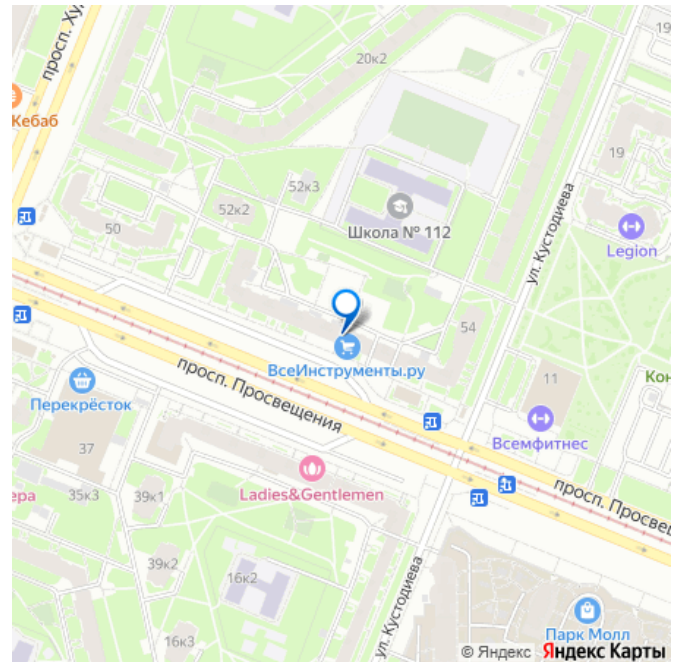 просп. Ху
20к2
19
Кебаб
19
52к3
52к2
Школа № 112
50
ул. Кустодиева
Legion
54
ВсеИнструменты.ру
просп. Просвещения
11
Кон
Перекрёсток
Всемфитнес
37
ера
35к3
39к1
Ladies&Gentlemen
просп. Просвещ
39к2
16к2
ул. Кустодиева
16к3
Парк Молл
© Яндекс Яндекс Карты